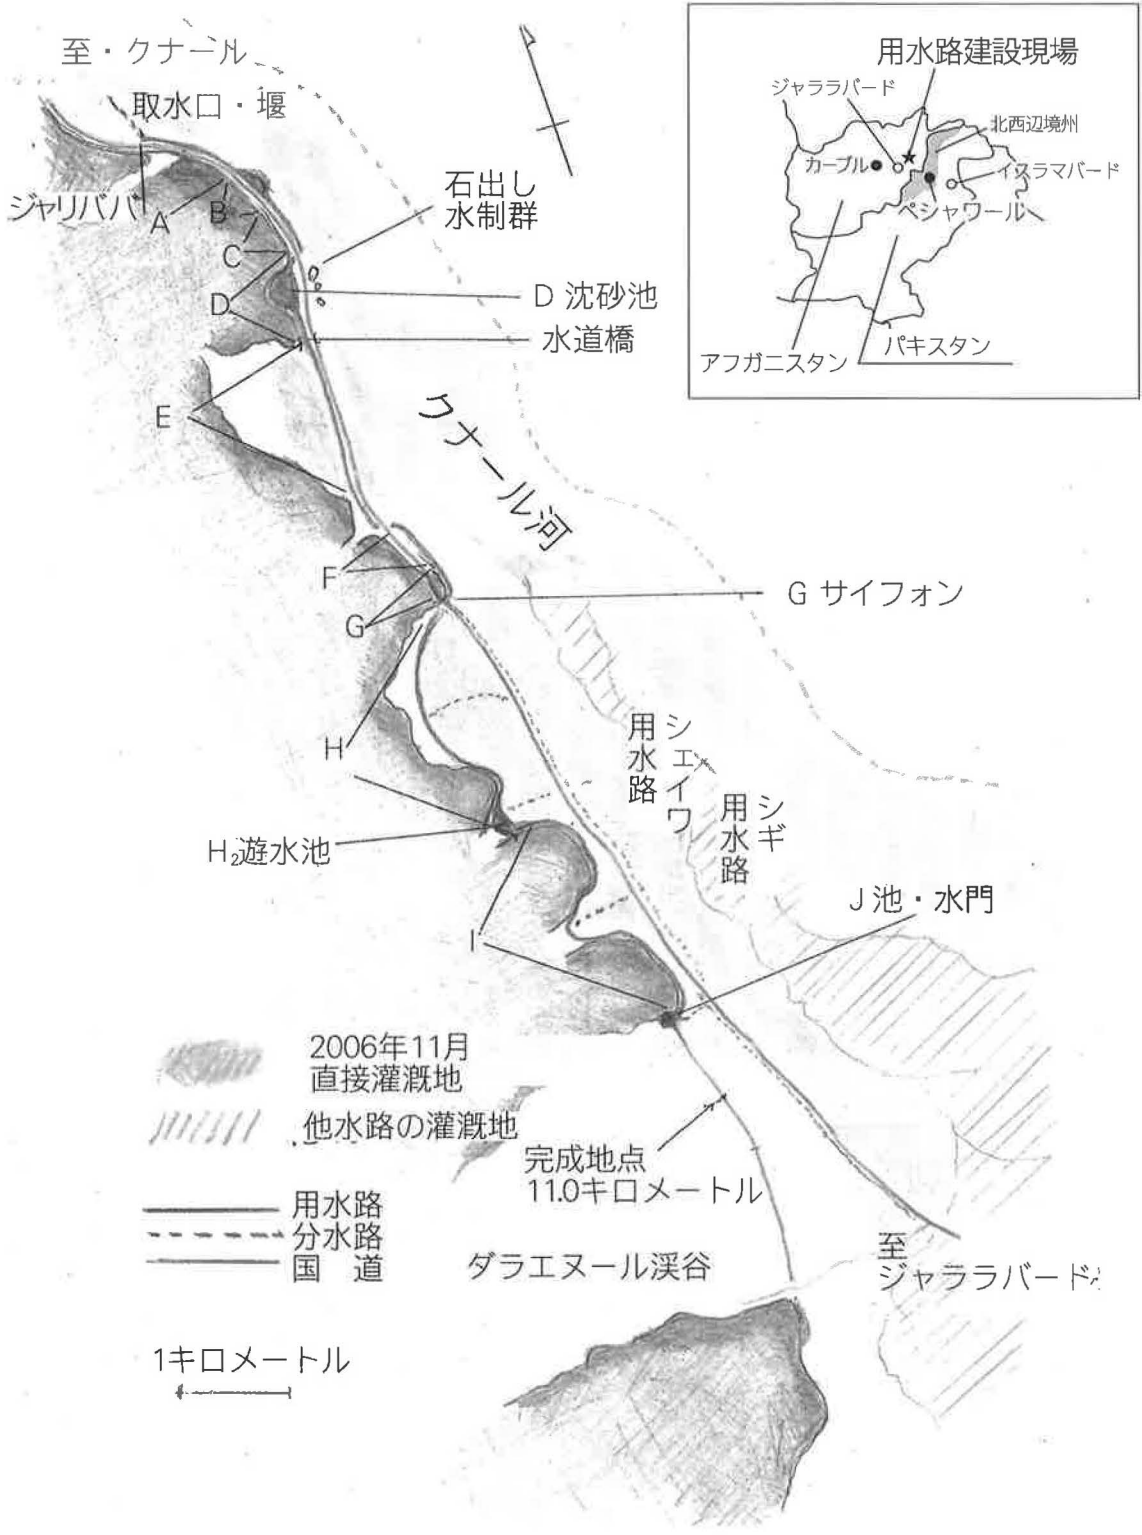 至・クナール
取水口・堰
ジャリババ
A
B
C
D
石出し
水制群
D 沈砂池
水道橋
E
クナール河
F
G
G サイフォン
H
シェイワ
用水路
シギ
用水路
H₂遊水池
J 池・水門
I
2006年11月
直接灌漑地
他水路の灌漑地
完成地点
11.0キロメートル
用水路
分水路
国 道
ダラエヌール渓谷
至
ジャララバード
1キロメートル
用水路建設現場
ジャララバード
北西辺境州
カーブル
イスラマバード
ペシャワール
アフガニスタン
パキスタン